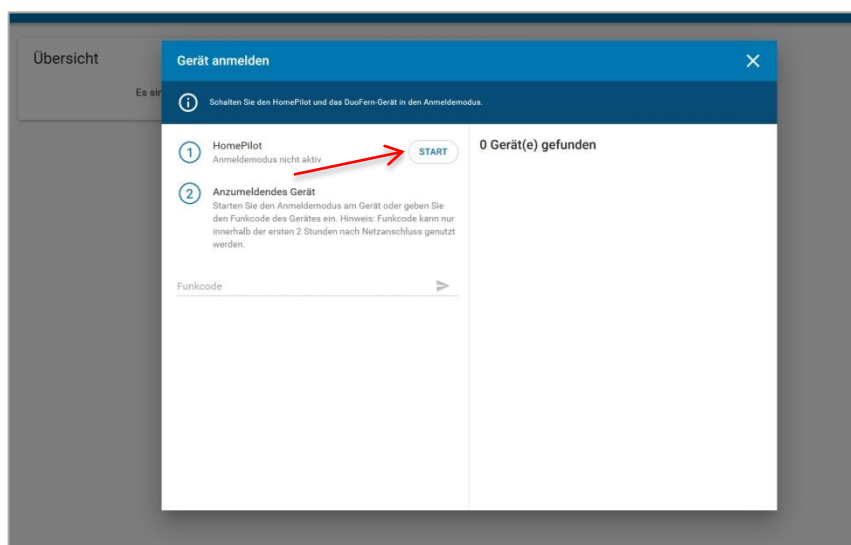 Übersicht
Es sin
Gerät anmelden
Schalten Sie den HomePilot und das DuoFern-Gerät in den Anmeldemodus.
1
HomePilot
Anmeldemodus nicht aktiv
START
2
Anzumeldendes Gerät
Starten Sie den Anmeldemodus am Gerät oder geben Sie
den Funkcode des Gerätes ein. Hinweis: Funkcode kann nur
innerhalb der ersten 2 Stunden nach Netzanschluss genutzt
werden.
Funkcode
0 Gerät(e) gefunden